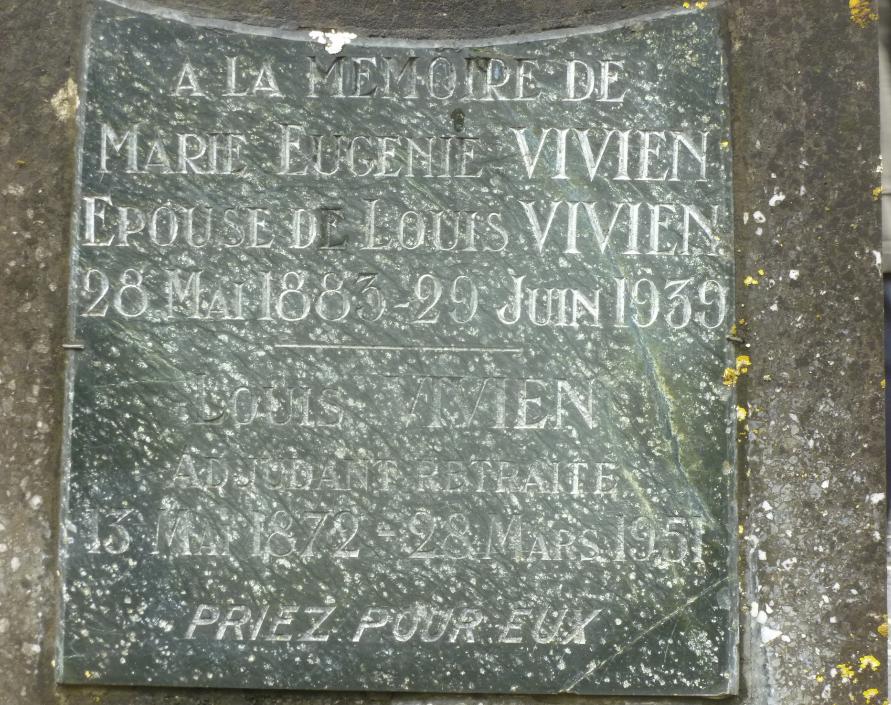 A LA MEMOIRE DE
MARIE EUGENIE VIVIEN
EPOUSE DE LOUIS VIVIEN
28 MAI 1883-29 JUIN 1939
LOUIS VIVIEN
ADJUDANT RETRAITE
13 MAI 1872-28 MARS 1951
PRIEZ POUR EUX